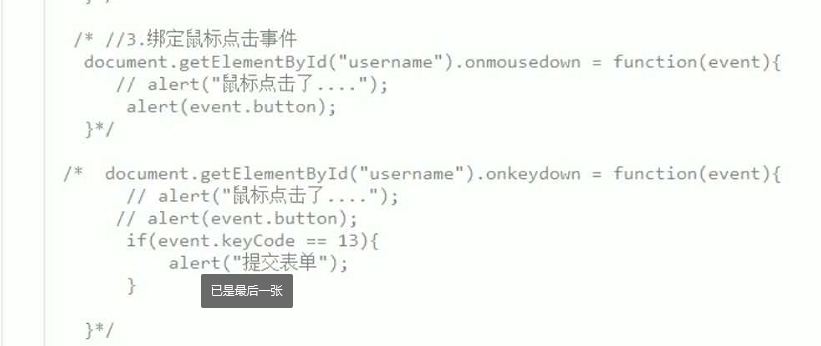 /* //3.绑定鼠标点击事件
document.getElementById("username").onmousedown = function(event){
// alert("鼠标点击了....");
alert(event.button);
}*/
/* document.getElementById("username").onkeydown = function(event){
// alert("鼠标点击了....");
// alert(event.button);
if(event.keyCode == 13){
alert("提交表单");
}
已是最后一张
}*/